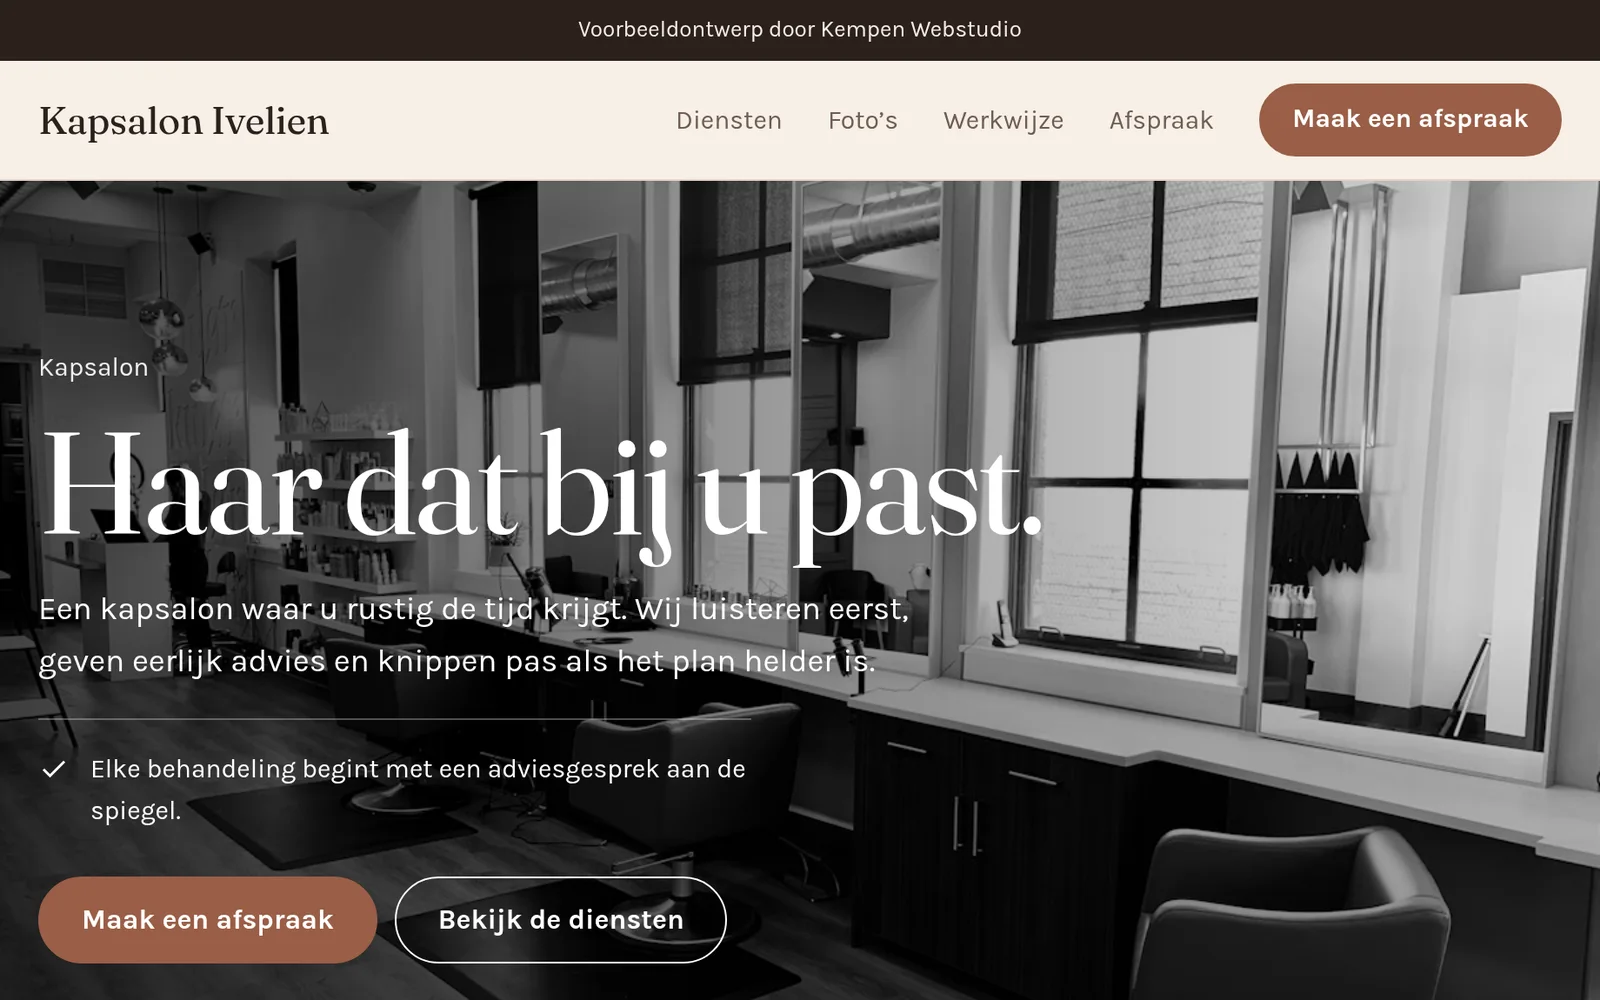 Voorbeeldontwerp door Kempen Webstudio
Kapsalon Ivelien
Diensten
Foto’s
Werkwijze
Afspraak
Maak een afspraak
Kapsalon
Haar dat bij u past.
Een kapsalon waar u rustig de tijd krijgt. Wij luisteren eerst,
geven eerlijk advies en knippen pas als het plan helder is.
Elke behandeling begint met een adviesgesprek aan de
spiegel.
Maak een afspraak
Bekijk de diensten